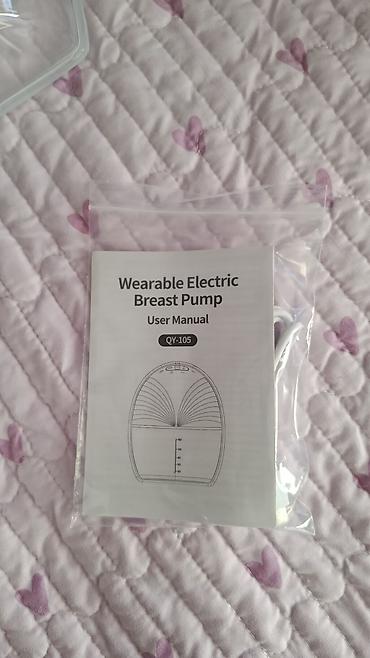 Wearable Electric
Breast Pump
User Manual
QY-105